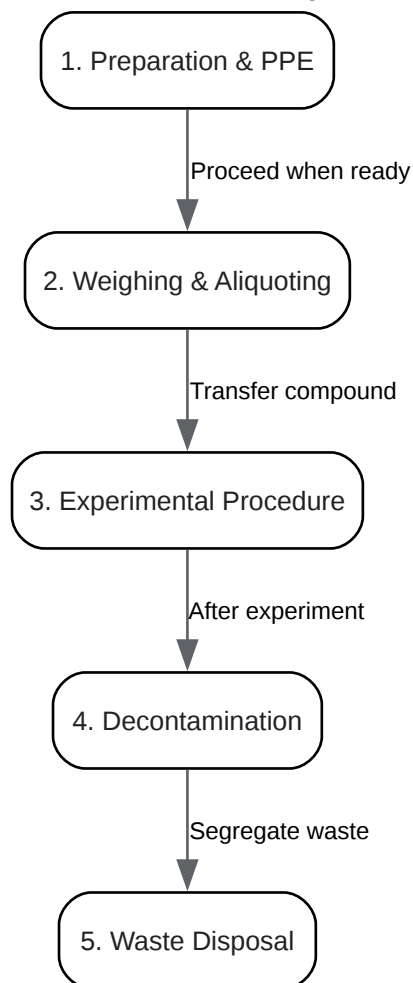 1. Preparation & PPE
Proceed when ready
2. Weighing & Aliquoting
Transfer compound
3. Experimental Procedure
After experiment
4. Decontamination
Segregate waste
5. Waste Disposal